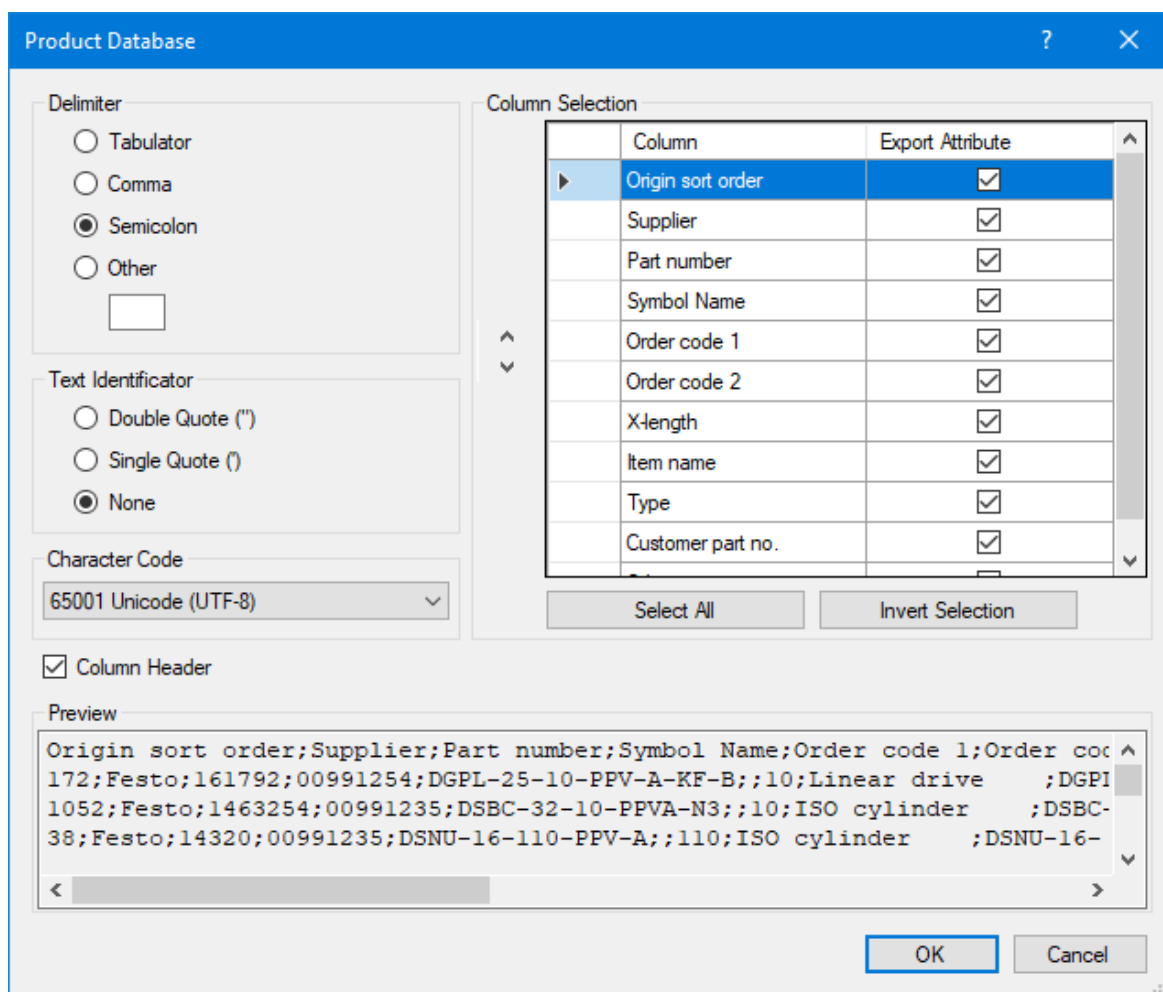 Product Database
Delimiter
Tabulator
Comma
Semicolon
Other
Text Identificator
Double Quote (")
Single Quote (')
None
Character Code
65001 Unicode (UTF-8)
Column Selection
Column Export Attribute
Origin sort order
Supplier
Part number
Symbol Name
Order code 1
Order code 2
X-length
Item name
Type
Customer part no.
Select All Invert Selection
Column Header
Preview
Origin sort order;Supplier;Part number;Symbol Name;Order code 1;Order
172;Festo;161792;00991254;DGPL-25-10-PPV-A-KF-B;;10;Linear drive ;
1052;Festo;1463254;00991235;DSBC-32-10-PPVA-N3;;10;ISO cylinder ;DSBC-
38;Festo;14320;00991235;DSNU-16-110-PPV-A;;110;ISO cylinder ;DSNU-16-
OK Cancel